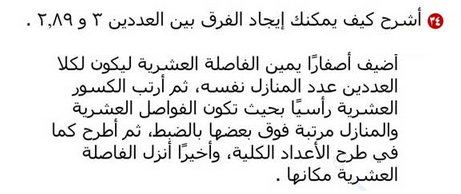 ٣٤ أشرح كيف يمكنك إيجاد الفرق بين العددين ٣ و ٢,٨٩ .
أضيف أصفارًا يمين الفاصلة العشرية ليكون لكلا
العددين عدد المنازل نفسه، ثم أرتب الكسور
العشرية رأسيًا بحيث تكون الفواصل العشرية
والمنازل مرتبة فوق بعضها بالضبط، ثم أطرح كما
في طرح الأعداد الكلية، وأخيرًا أنزل الفاصلة
العشرية مكانها .